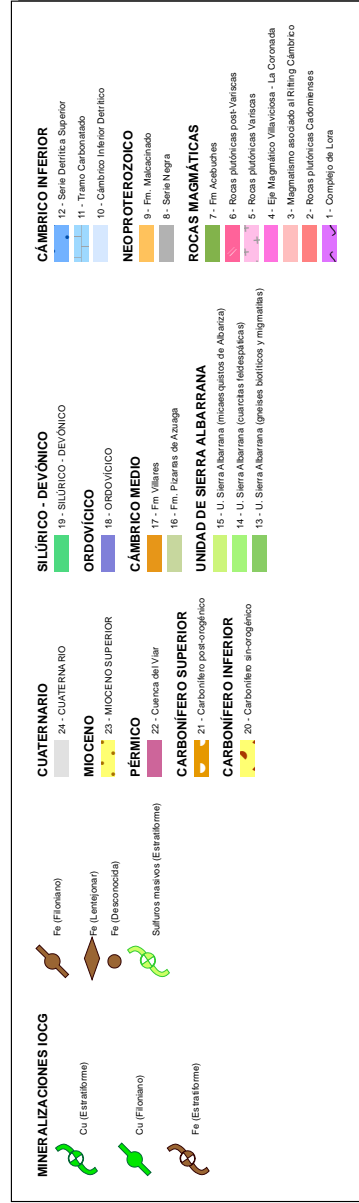 MINERALIZACIONES IOCG
Cu (Estratiforme)
Cu (Filoniano)
Fe (Estratiforme)
Fe (Filoniano)
Fe (Lentejonar)
Fe (Desconocida)
Sulfuros masivos (Estratiforme)
CUATERNARIO
24 - CUATERNARIO
MIOCENO
23 - MIOCENO SUPERIOR
PÉRMICO
22 - Cuenca del Viar
CARBONÍFERO SUPERIOR
21 - Carbonífero post-orogénico
CARBONÍFERO INFERIOR
20 - Carbonífero sin-orogénico
SILÚRICO - DEVÓNICO
19 - SILÚRICO - DEVÓNICO
ORDOVÍCICO
18 - ORDOVÍCICO
CÁMBRICO MEDIO
17 - Fm Villares
16 - Fm. Pizarras de Azuaga
UNIDAD DE SIERRA ALBARRANA
15 - U. Sierra Albarrana (micaesquistos de Albariza)
14 - U. Sierra Albarrana (cuarcitas feldespáticas)
13 - U. Sierra Albarrana (gneises biotíticos y migmatitas)
CÁMBRICO INFERIOR
12 - Serie Detrítica Superior
11 - Tramo Carbonatado
10 - Cámbrico Inferior Detrítico
NEOPROTEROZOICO
9 - Fm. Malcacinado
8 - Serie Negra
ROCAS MAGMÁTICAS
7 - Fm Acebuches
6 - Rocas plutónicas post-Variscas
5 - Rocas plutónicas Variscas
4 - Eje Magmático Villaviciosa - La Coronada
3 - Magmatismo asociado al Rifting Cámbrico
2 - Rocas plutónicas Cadomienses
1 - Complejo de Lora